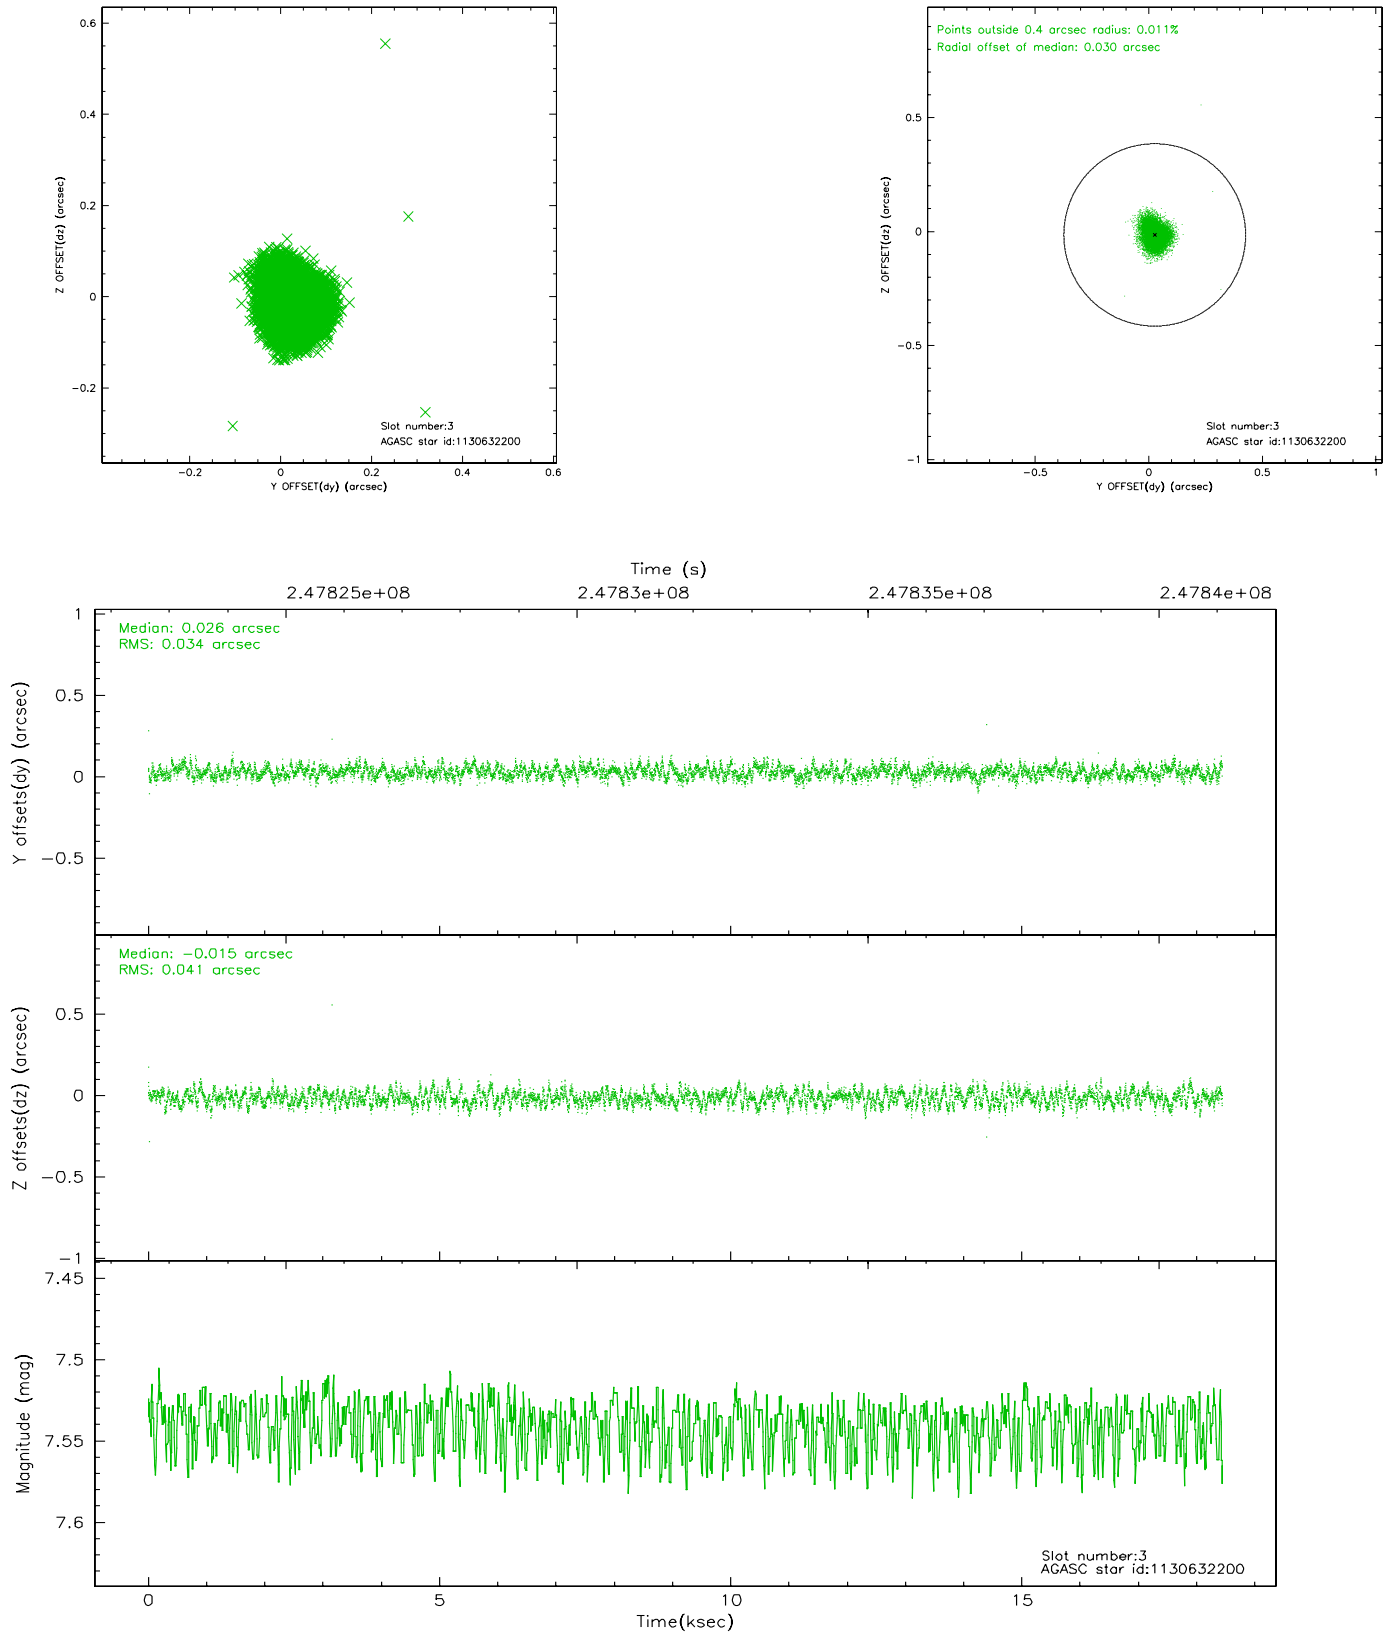 0.6
0.4
0.2
0
−0.2
Z OFFSET(dz) (arcsec)
Slot number:3
AGASC star id:1130632200
−0.2 0 0.2 0.4 0.6
Y OFFSET(dy) (arcsec)
Points outside 0.4 arcsec radius: 0.011%
Radial offset of median: 0.030 arcsec
0.5
0
−0.5
−1
Z OFFSET(dz) (arcsec)
Slot number:3
AGASC star id:1130632200
−0.5 0 0.5 1
Y OFFSET(dy) (arcsec)
Time (s)
2.47825e+08 2.4783e+08 2.47835e+08 2.4784e+08
Median: 0.026 arcsec
RMS: 0.034 arcsec
1
0.5
0
−0.5
Y offsets(dy) (arcsec)
Median: −0.015 arcsec
RMS: 0.041 arcsec
0.5
0
−0.5
−1
Z offsets(dz) (arcsec)
7.45
7.5
7.55
7.6
Magnitude (mag)
Slot number:3
AGASC star id:1130632200
0 5 10 15
Time(ksec)